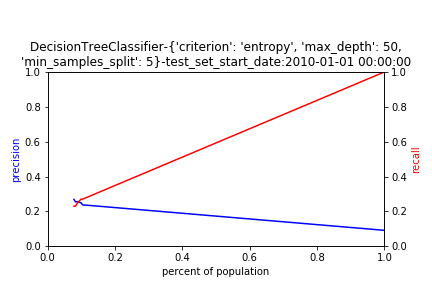 DecisionTreeClassifier-{'criterion': 'entropy', 'max_depth': 50,
'min_samples_split': 5}-test_set_start_date:2010-01-01 00:00:00
1.0
0.8
0.6
0.4
0.2
0.0
precision
1.0
0.8
0.6
0.4
0.2
0.0
recall
0.0 0.2 0.4 0.6 0.8 1.0
percent of population